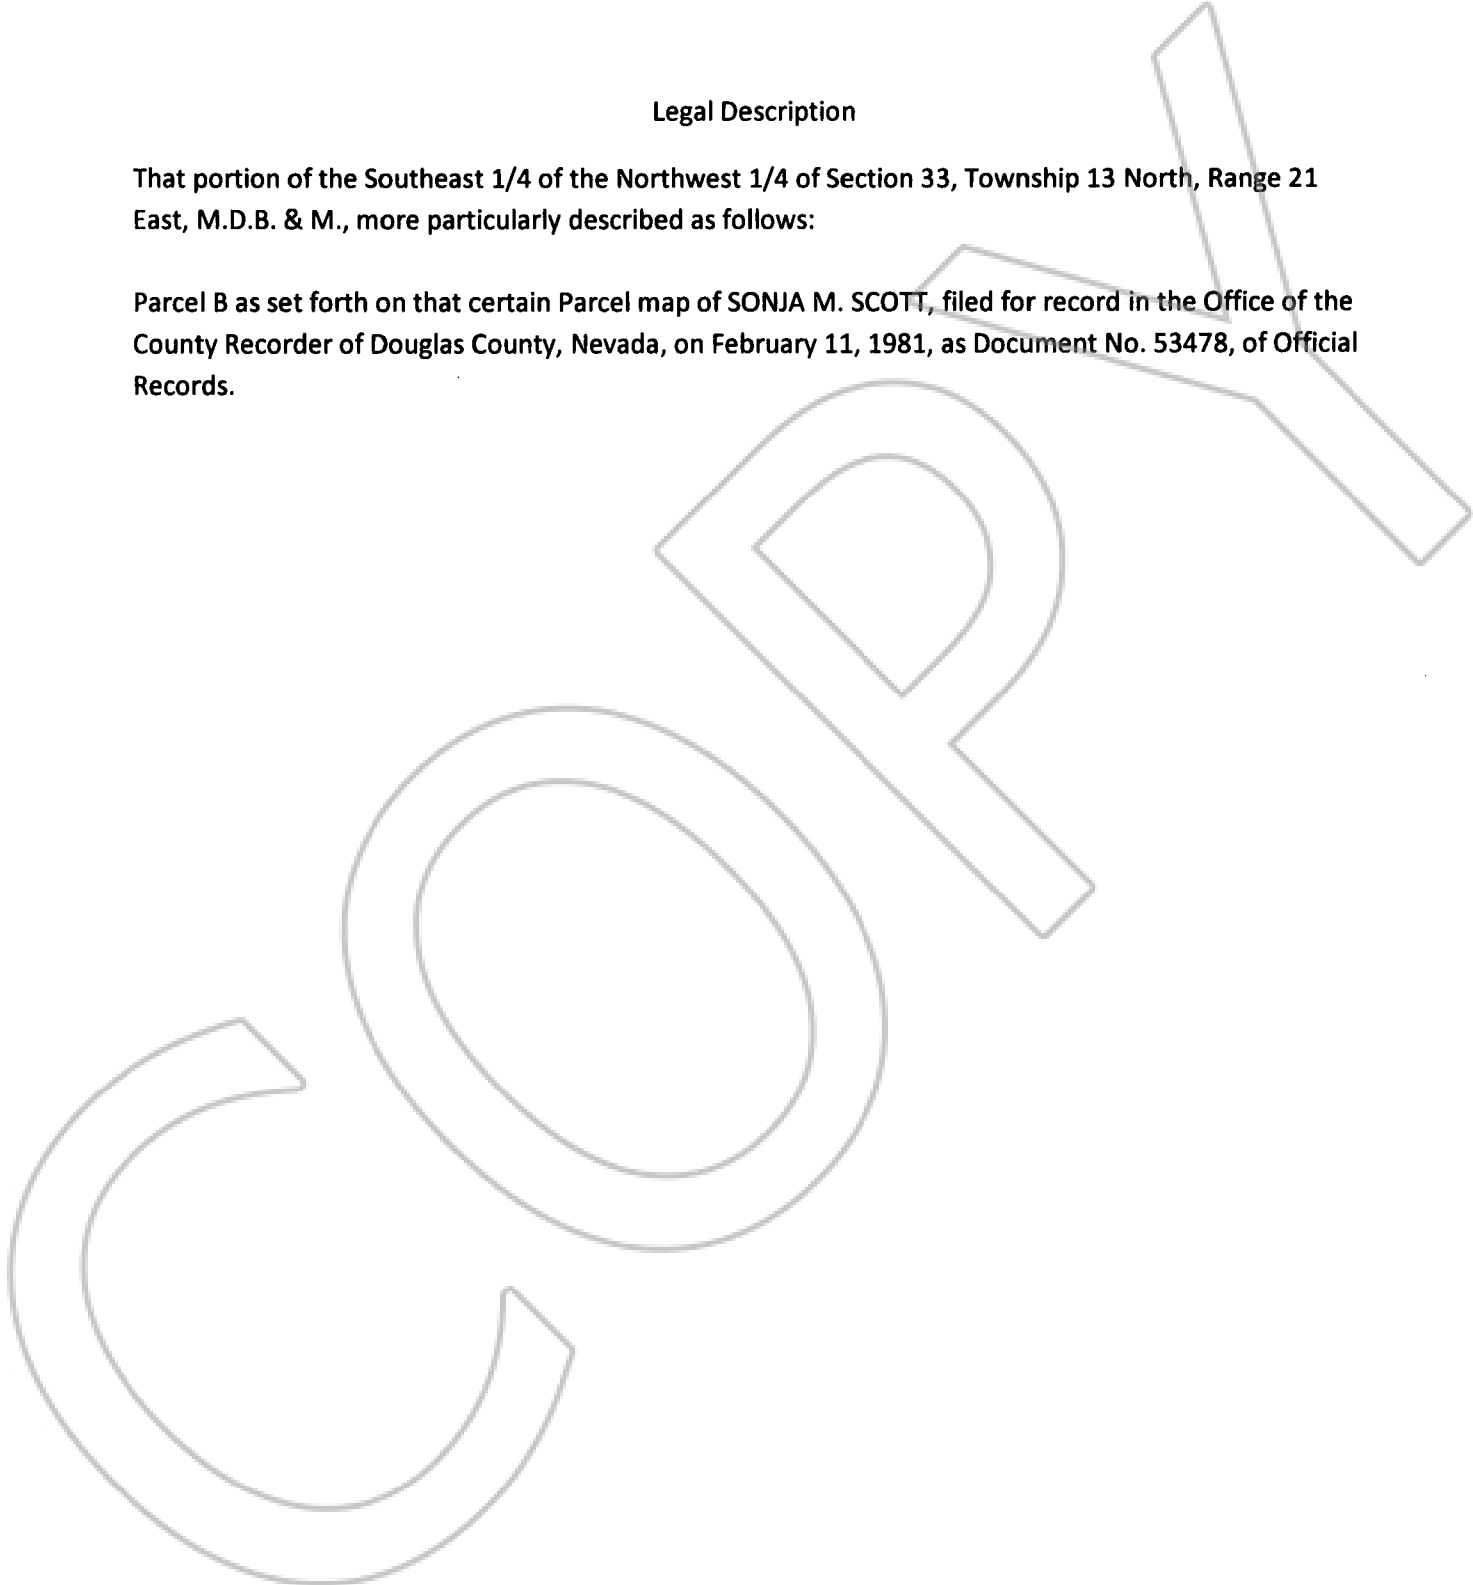 Legal Description
That portion of the Southeast 1/4 of the Northwest 1/4 of Section 33, Township 13 North, Range 21
East, M.D.B. & M., more particularly described as follows:
Parcel B as set forth on that certain Parcel map of SONJA M. SCOTT, filed for record in the Office of the
County Recorder of Douglas County, Nevada, on February 11, 1981, as Document No. 53478, of Official
Records.
COPY